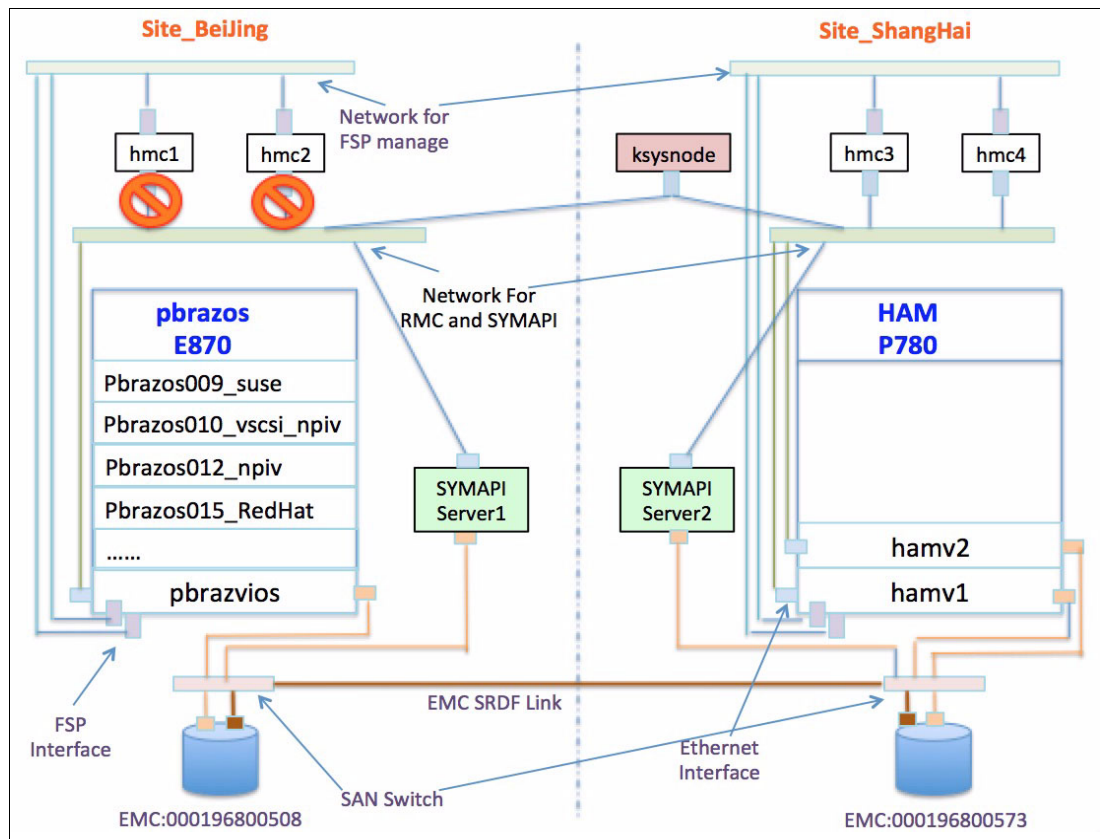 Site_BeiJing
Site_ShangHai
Network for
FSP manage
hmc1
hmc2
ksysnode
hmc3
hmc4
Network For
RMC and SYMAPI
pbrazos
E870
Pbrazos009_suse
Pbrazos010_vscsi_npiv
Pbrazos012_npiv
Pbrazos015_RedHat
......
pbrazvios
HAM
P780
hamv2
hamv1
SYMAPI
Server1
SYMAPI
Server2
FSP
Interface
EMC SRDF Link
Ethernet
Interface
SAN Switch
EMC:000196800508
EMC:000196800573